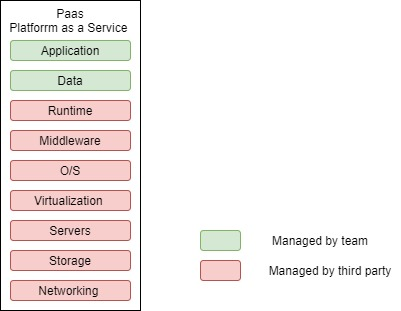 Paas
Platforrm as a Service
Application
Data
Runtime
Middleware
O/S
Virtualization
Servers
Storage
Networking
Managed by team
Managed by third party